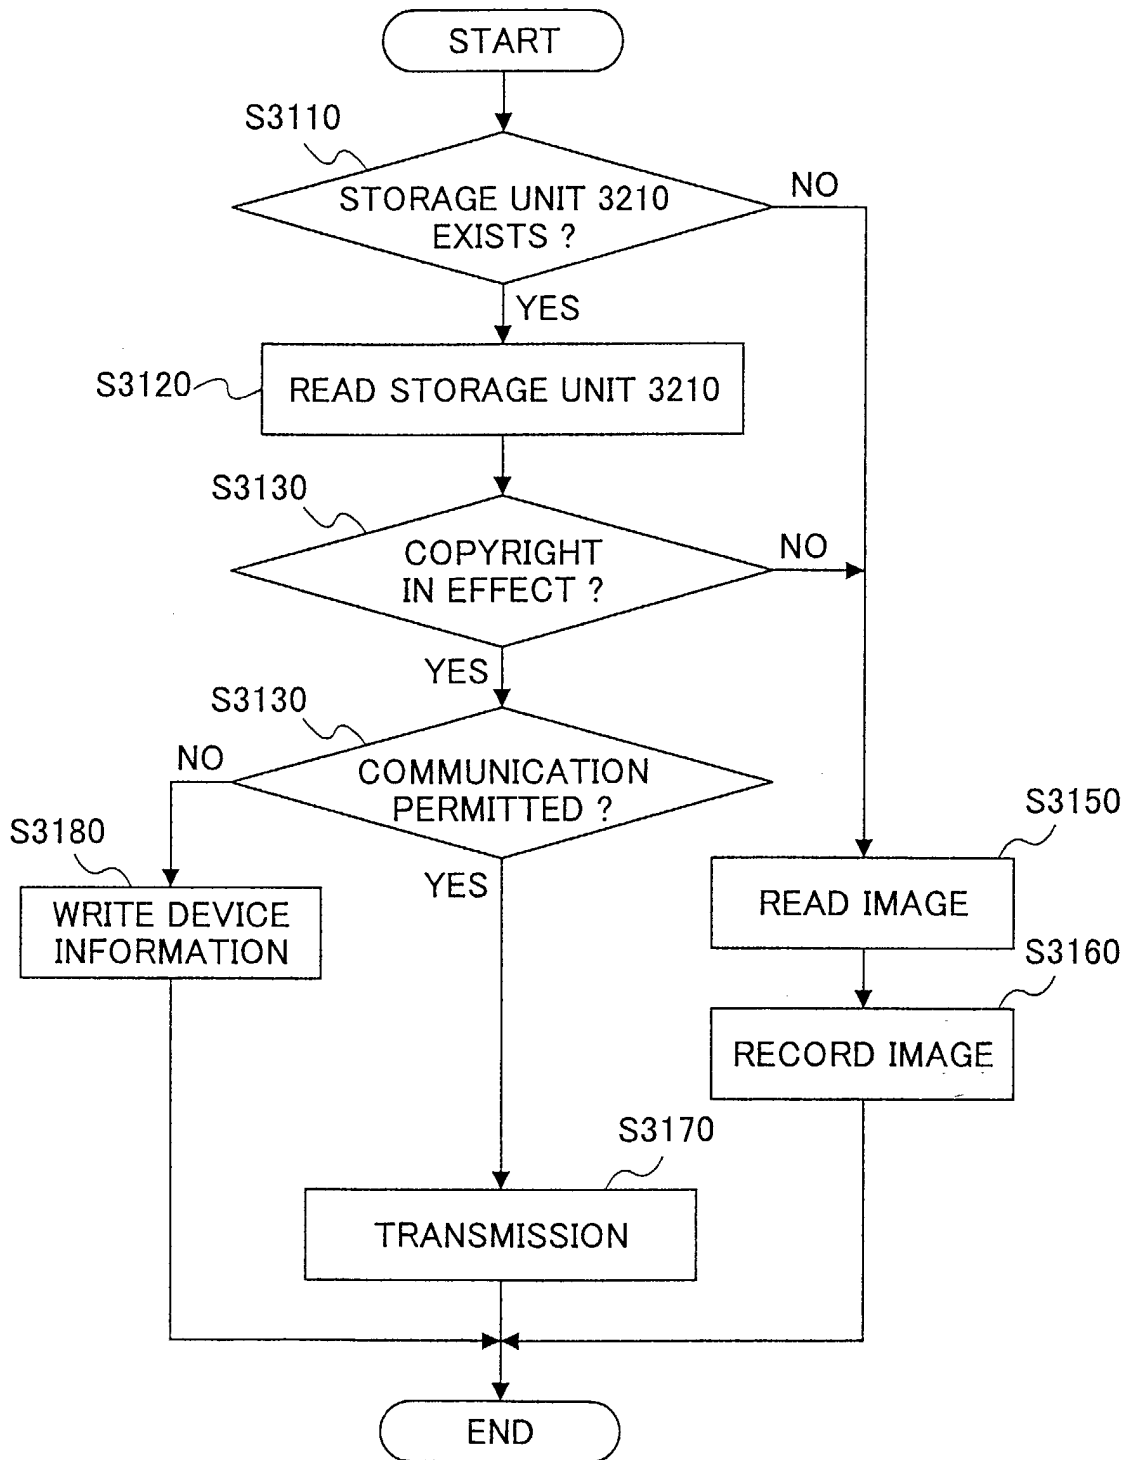 START
S3110
NO
STORAGE UNIT 3210
EXISTS ?
YES
S3120
READ STORAGE UNIT 3210
S3130
COPYRIGHT
IN EFFECT ?
NO
YES
S3130
NO
COMMUNICATION
PERMITTED ?
S3180
YES
S3150
WRITE DEVICE
INFORMATION
READ IMAGE
S3160
RECORD IMAGE
S3170
TRANSMISSION
END